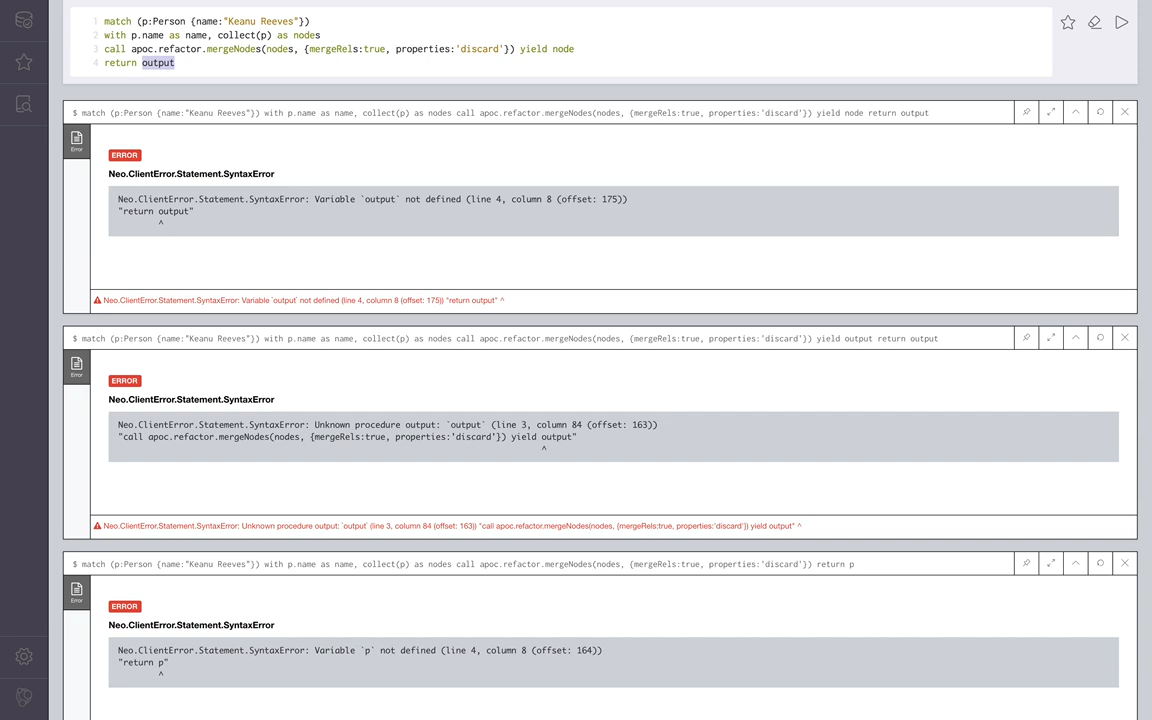 1 match (p:Person {name:"Keanu Reeves"})
2 with p.name as name, collect(p) as nodes
3 call apoc.refactor.mergeNodes(nodes, {mergeRels:true, properties:'discard'}) yield node
4 return output
$ match (p:Person {name:"Keanu Reeves"}) with p.name as name, collect(p) as nodes call apoc.refactor.mergeNodes(nodes, {mergeRels:true, properties:'discard'}) yield node return output
Error
ERROR
Neo.ClientError.Statement.SyntaxError
Neo.ClientError.Statement.SyntaxError: Variable `output` not defined (line 4, column 8 (offset: 175))
"return output"
^
Neo.ClientError.Statement.SyntaxError: Variable `output` not defined (line 4, column 8 (offset: 175)) "return output" ^
$ match (p:Person {name:"Keanu Reeves"}) with p.name as name, collect(p) as nodes call apoc.refactor.mergeNodes(nodes, {mergeRels:true, properties:'discard'}) yield output return output
Error
ERROR
Neo.ClientError.Statement.SyntaxError
Neo.ClientError.Statement.SyntaxError: Unknown procedure output: `output` (line 3, column 84 (offset: 163))
"call apoc.refactor.mergeNodes(nodes, {mergeRels:true, properties:'discard'}) yield output"
^
Neo.ClientError.Statement.SyntaxError: Unknown procedure output: `output` (line 3, column 84 (offset: 163)) "call apoc.refactor.mergeNodes(nodes, {mergeRels:true, properties:'discard'}) yield output" ^
$ match (p:Person {name:"Keanu Reeves"}) with p.name as name, collect(p) as nodes call apoc.refactor.mergeNodes(nodes, {mergeRels:true, properties:'discard'}) return p
Error
ERROR
Neo.ClientError.Statement.SyntaxError
Neo.ClientError.Statement.SyntaxError: Variable `p` not defined (line 4, column 8 (offset: 164))
"return p"
^